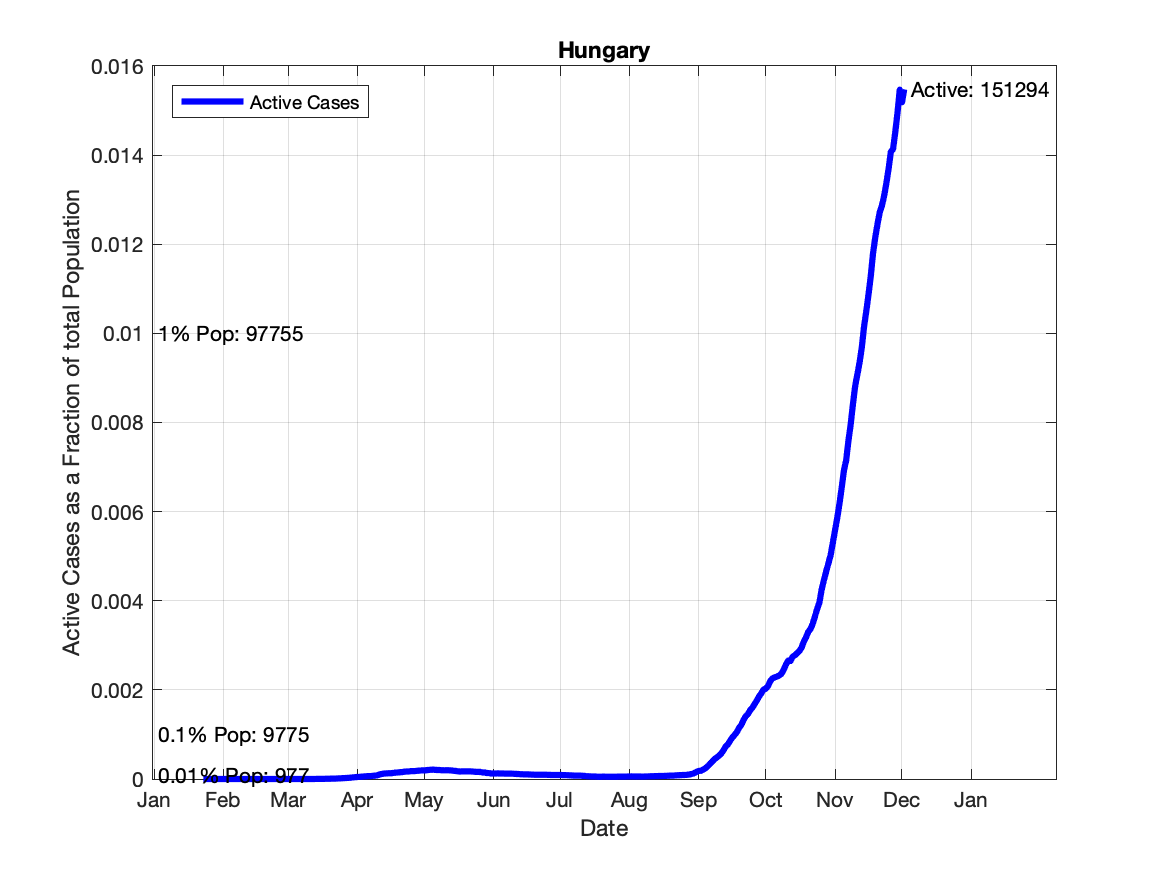 Hungary
0.016
Active Cases
Active: 151294
0.014
0.012
0.01
1% Pop: 97755
0.008
0.006
0.004
0.002
0.1% Pop: 9775
0
0.01% Pop: 977
Active Cases as a Fraction of total Population
Jan Feb Mar Apr May Jun Jul Aug Sep Oct Nov Dec Jan
Date